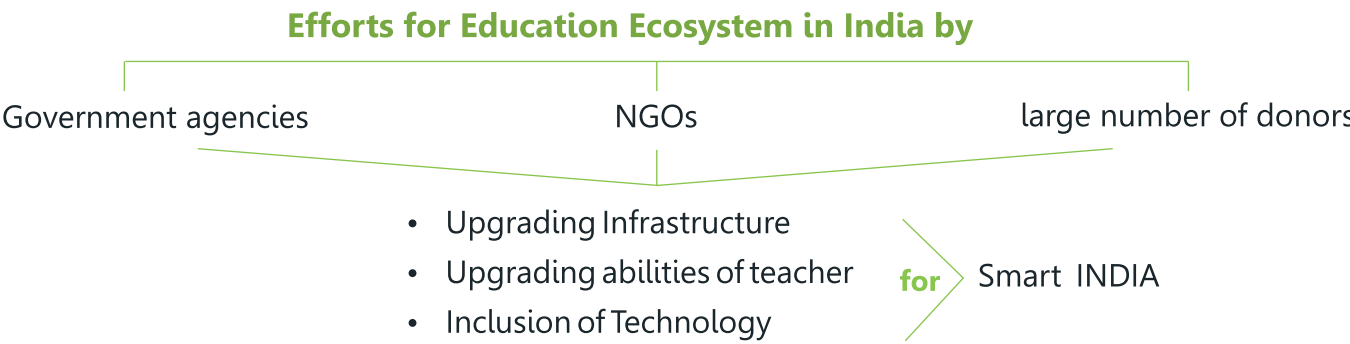 Efforts for Education Ecosystem in India by
Government agencies
NGOs
large number of donors
• Upgrading Infrastructure
• Upgrading abilities of teacher
• Inclusion of Technology
for
Smart INDIA